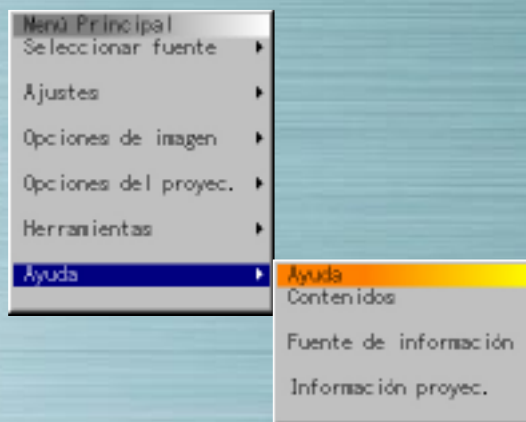 Menú Principal
Seleccionar fuente
Ajustes
Opciones de imagen
Opciones del proyec.
Herramientas
Ayuda
Ayuda
Contenidos
Fuente de información
Información proyec.